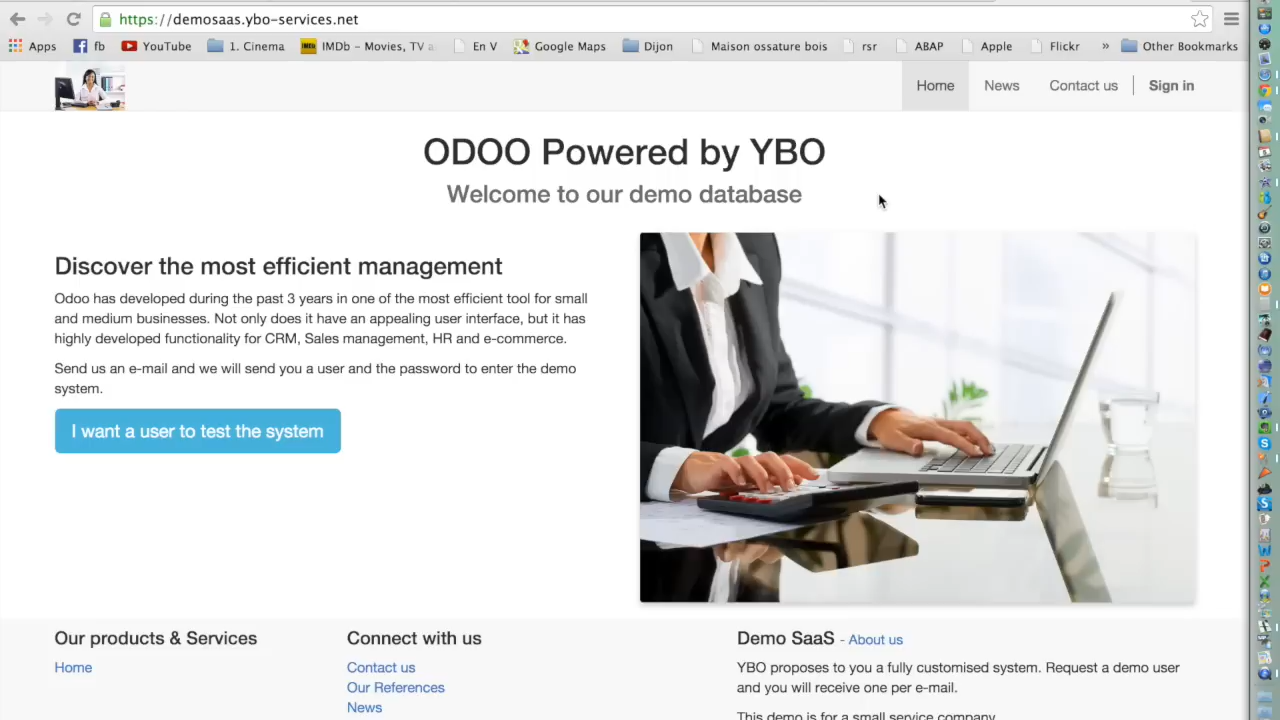 https://demosaas.ybo-services.net
Apps fb YouTube 1. Cinema IMDb - Movies, TV a En V Google Maps Dijon Maison ossature bois rsr ABAP Apple Flickr » Other Bookmarks
Home News Contact us Sign in
ODOO Powered by YBO
Welcome to our demo database
Discover the most efficient management
Odoo has developed during the past 3 years in one of the most efficient tool for small
and medium businesses. Not only does it have an appealing user interface, but it has
highly developed functionality for CRM, Sales management, HR and e-commerce.
Send us an e-mail and we will send you a user and the password to enter the demo
system.
I want a user to test the system
Our products & Services
Home
Connect with us
Contact us
Our References
News
Demo SaaS - About us
YBO proposes to you a fully customised system. Request a demo user
and you will receive one per e-mail.
This demo is for a small service company